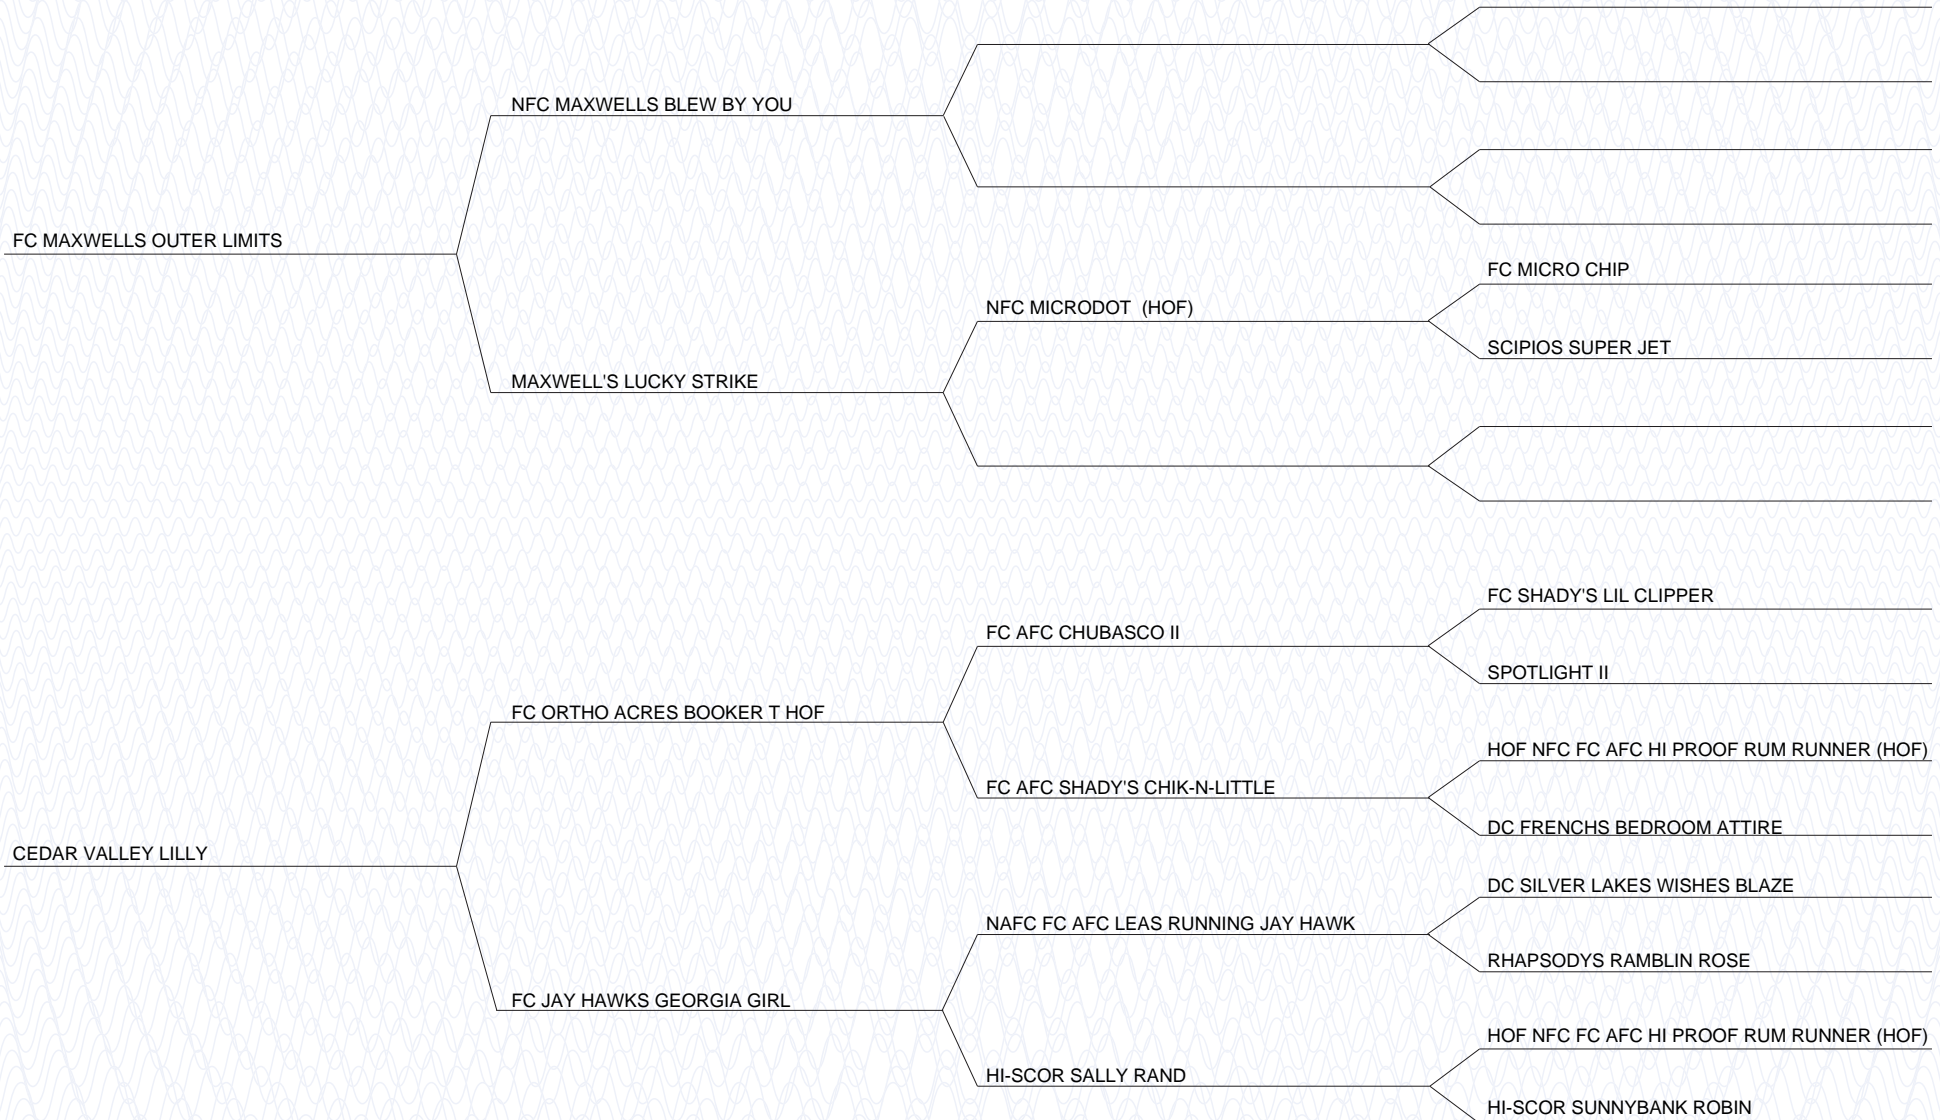 NFC MAXWELLS BLEW BY YOU
FC MAXWELLS OUTER LIMITS
FC MICRO CHIP
NFC MICRODOT (HOF)
SCIPIOS SUPER JET
MAXWELL'S LUCKY STRIKE
FC SHADY'S LIL CLIPPER
FC AFC CHUBASCO II
SPOTLIGHT II
FC ORTHO ACRES BOOKER T HOF
HOF NFC FC AFC HI PROOF RUM RUNNER (HOF)
FC AFC SHADY'S CHIK-N-LITTLE
DC FRENCHS BEDROOM ATTIRE
CEDAR VALLEY LILLY
DC SILVER LAKES WISHES BLAZE
NAFC FC AFC LEAS RUNNING JAY HAWK
RHAPSODYS RAMBLIN ROSE
FC JAY HAWKS GEORGIA GIRL
HOF NFC FC AFC HI PROOF RUM RUNNER (HOF)
HI-SCOR SALLY RAND
HI-SCOR SUNNYBANK ROBIN